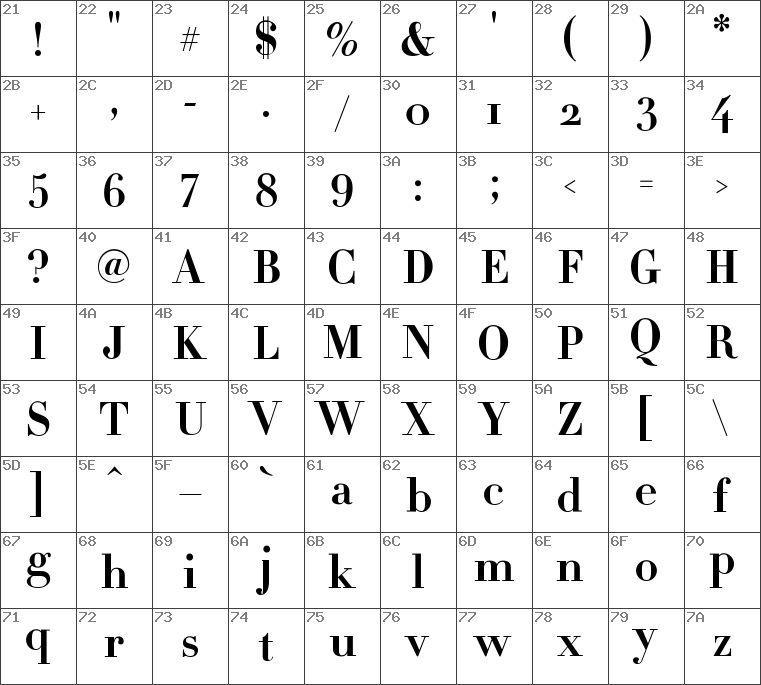 21 22 23 24 25 26 27 28 29 2A
! " # $ % & ' ( ) *
2B 2C 2D 2E 2F 30 31 32 33 34
+ , - . / 0 1 2 3 4
35 36 37 38 39 3A 3B 3C 3D 3E
5 6 7 8 9 : ; < = >
3F 40 41 42 43 44 45 46 47 48
? @ A B C D E F G H
49 4A 4B 4C 4D 4E 4F 50 51 52
I J K L M N O P Q R
53 54 55 56 57 58 59 5A 5B 5C
S T U V W X Y Z [ \
5D 5E 5F 60 61 62 63 64 65 66
] ^ _ ` a b c d e f
67 68 69 6A 6B 6C 6D 6E 6F 70
g h i j k l m n o p
71 72 73 74 75 76 77 78 79 7A
q r s t u v w x y z